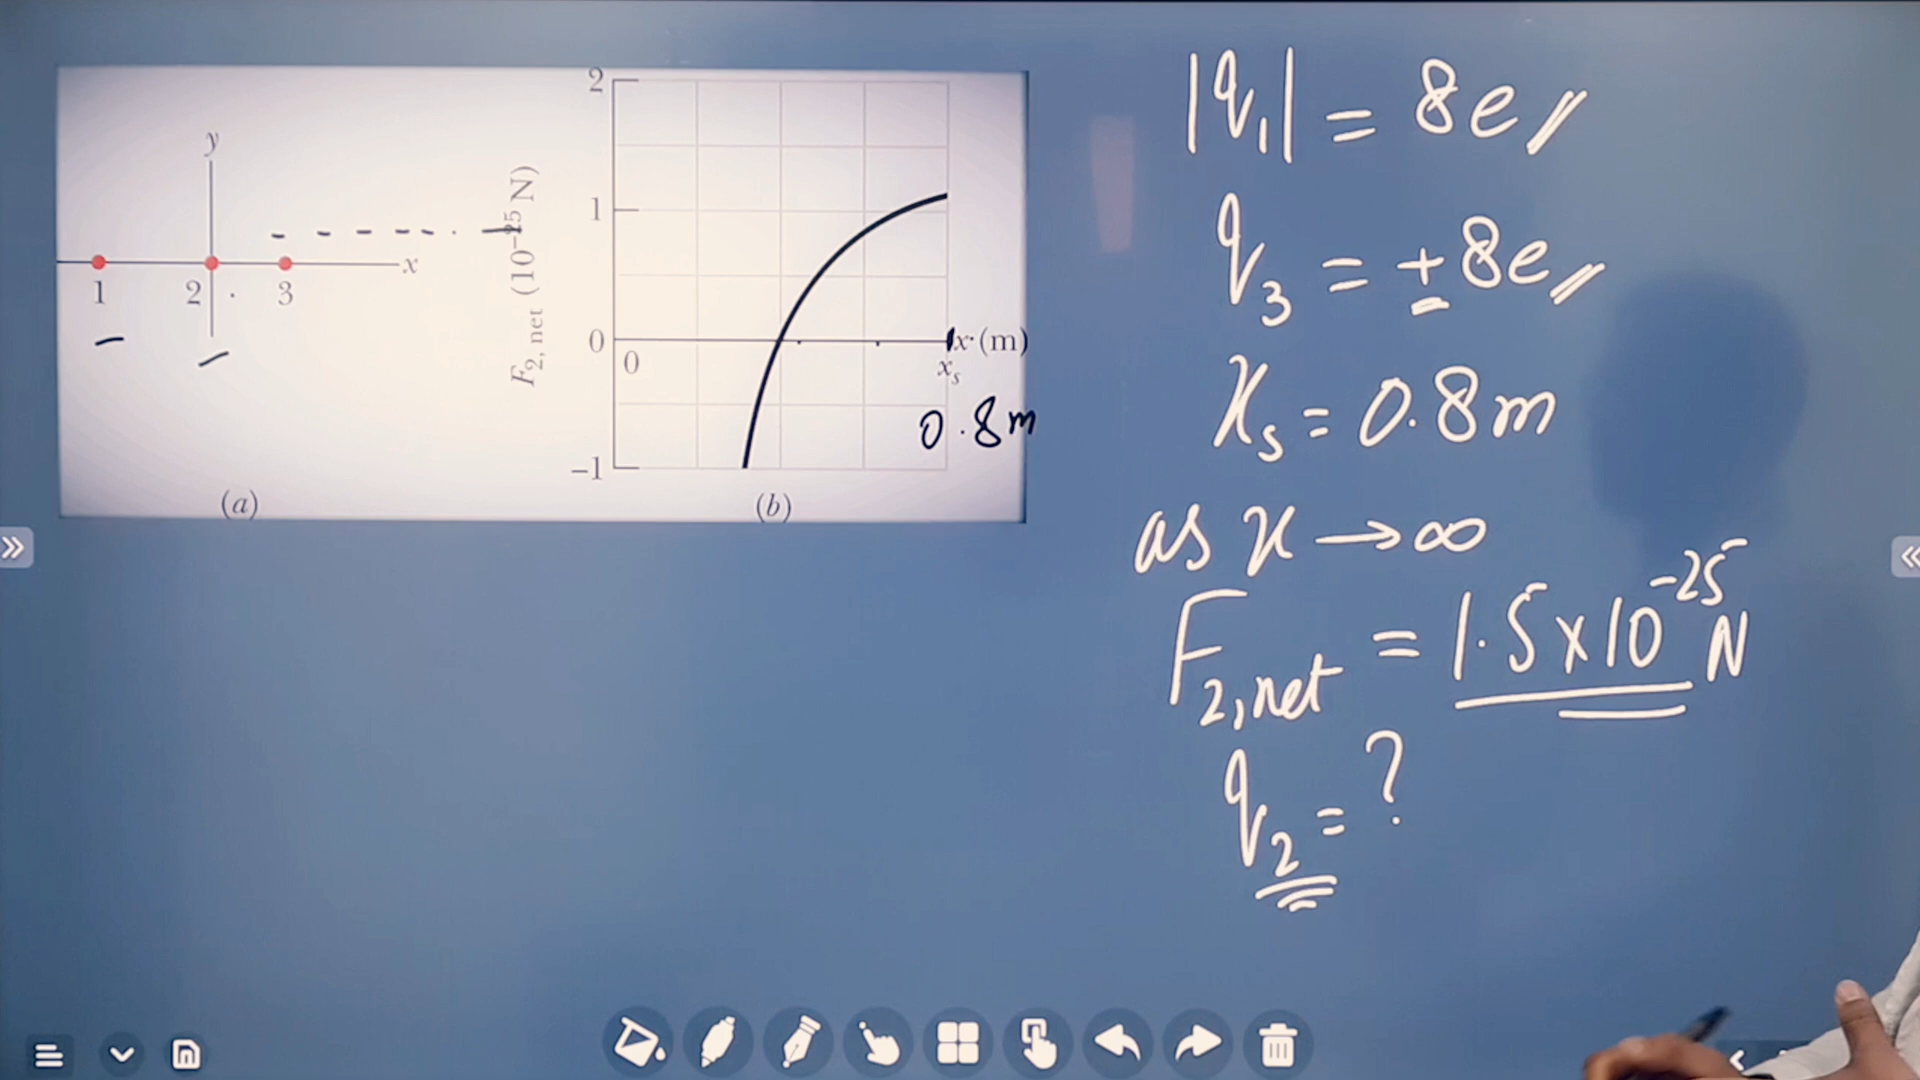 y
x
1
2
3
(a)
F2, net (10⁻²⁵ N)
2
1
0
−1
0
x (m)
xₛ
0.8m
(b)
|q₁| = 8e
q₃ = +8e
xₛ = 0.8m
as x → ∞
F₂,net = 1.5×10⁻²⁵ N
q₂ = ?